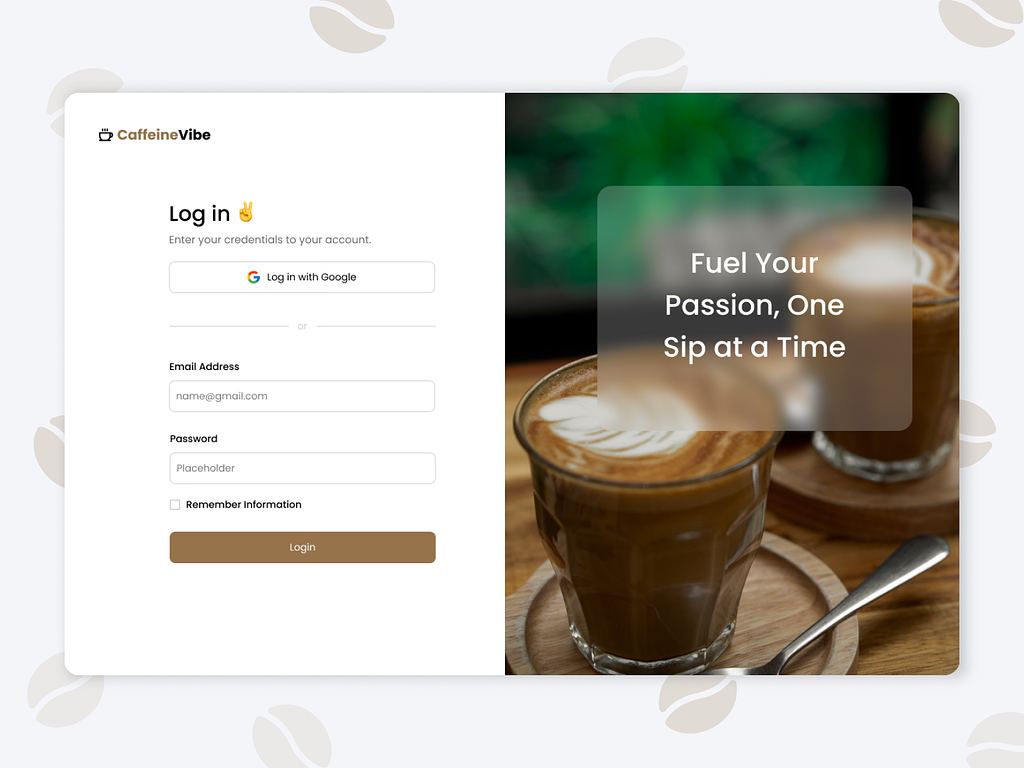 CaffeineVibe
Log in ✌️
Enter your credentials to your account.
Log in with Google
or
Email Address
name@gmail.com
Password
Placeholder
Remember Information
Login
Fuel Your
Passion, One
Sip at a Time